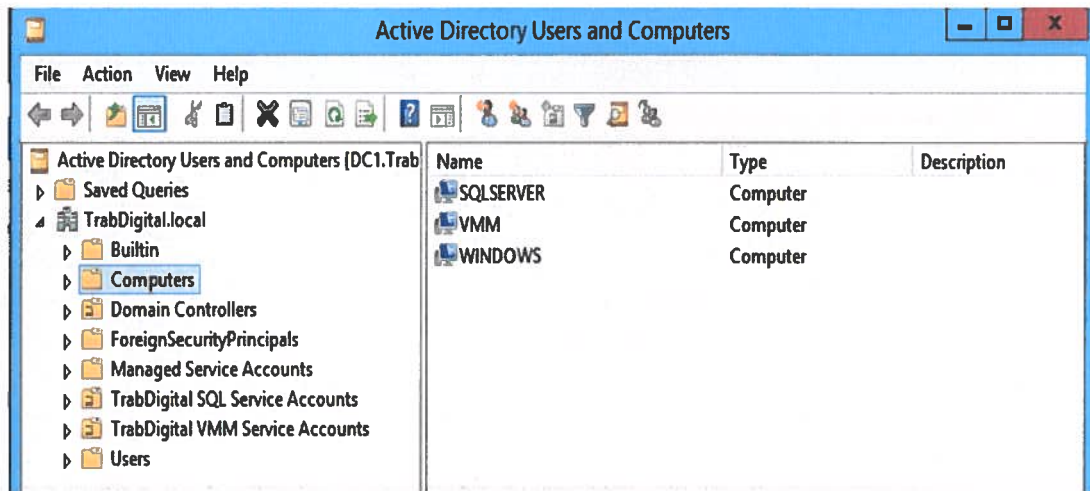 Active Directory Users and Computers
File Action View Help
Active Directory Users and Computers [DC1.Trab
Saved Queries
TrabDigital.local
Builtin
Computers
Domain Controllers
ForeignSecurityPrincipals
Managed Service Accounts
TrabDigital SQL Service Accounts
TrabDigital VMM Service Accounts
Users
Name Type Description
SQLSERVER Computer
VMM Computer
WINDOWS Computer